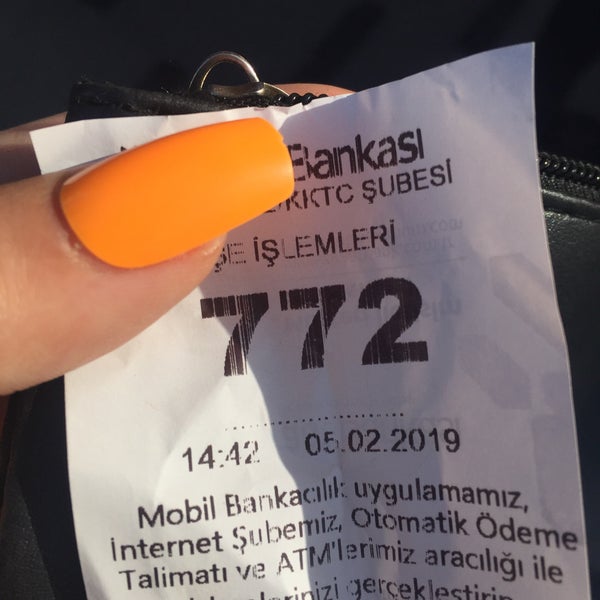 Bankası
KKTC ŞUBESİ
İŞLEMLERİ
772
14:42 05.02.2019
Mobil Bankacılık uygulamamız,
İnternet Şubemiz, Otomatik Ödeme
Talimatı ve ATM'lerimiz aracılığı ile
gerçekleştirip